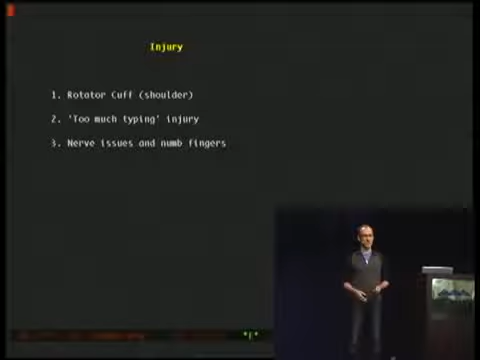 Injury
1. Rotator Cuff (shoulder)
2. 'Too much typing' injury
3. Nerve issues and numb fingers